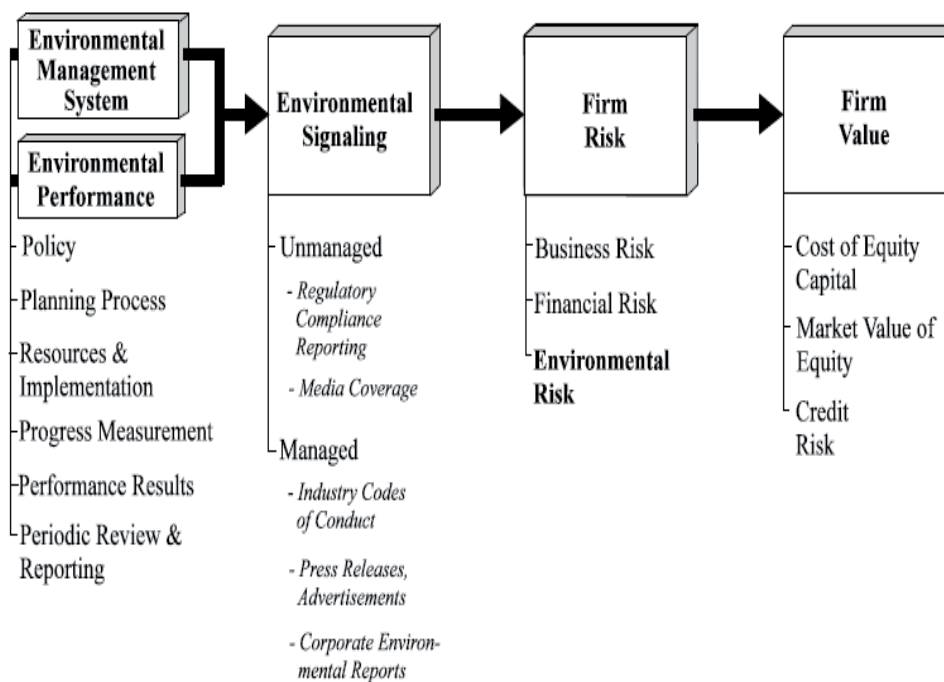 Environmental
Management
System
Environmental
Performance
Policy
Planning Process
Resources &
Implementation
Progress Measurement
Performance Results
Periodic Review &
Reporting
Environmental
Signaling
Unmanaged
- Regulatory
Compliance
Reporting
- Media Coverage
Managed
- Industry Codes
of Conduct
- Press Releases,
Advertisements
- Corporate Environ-
mental Reports
Firm
Risk
Business Risk
Financial Risk
Environmental
Risk
Firm
Value
Cost of Equity
Capital
Market Value of
Equity
Credit
Risk